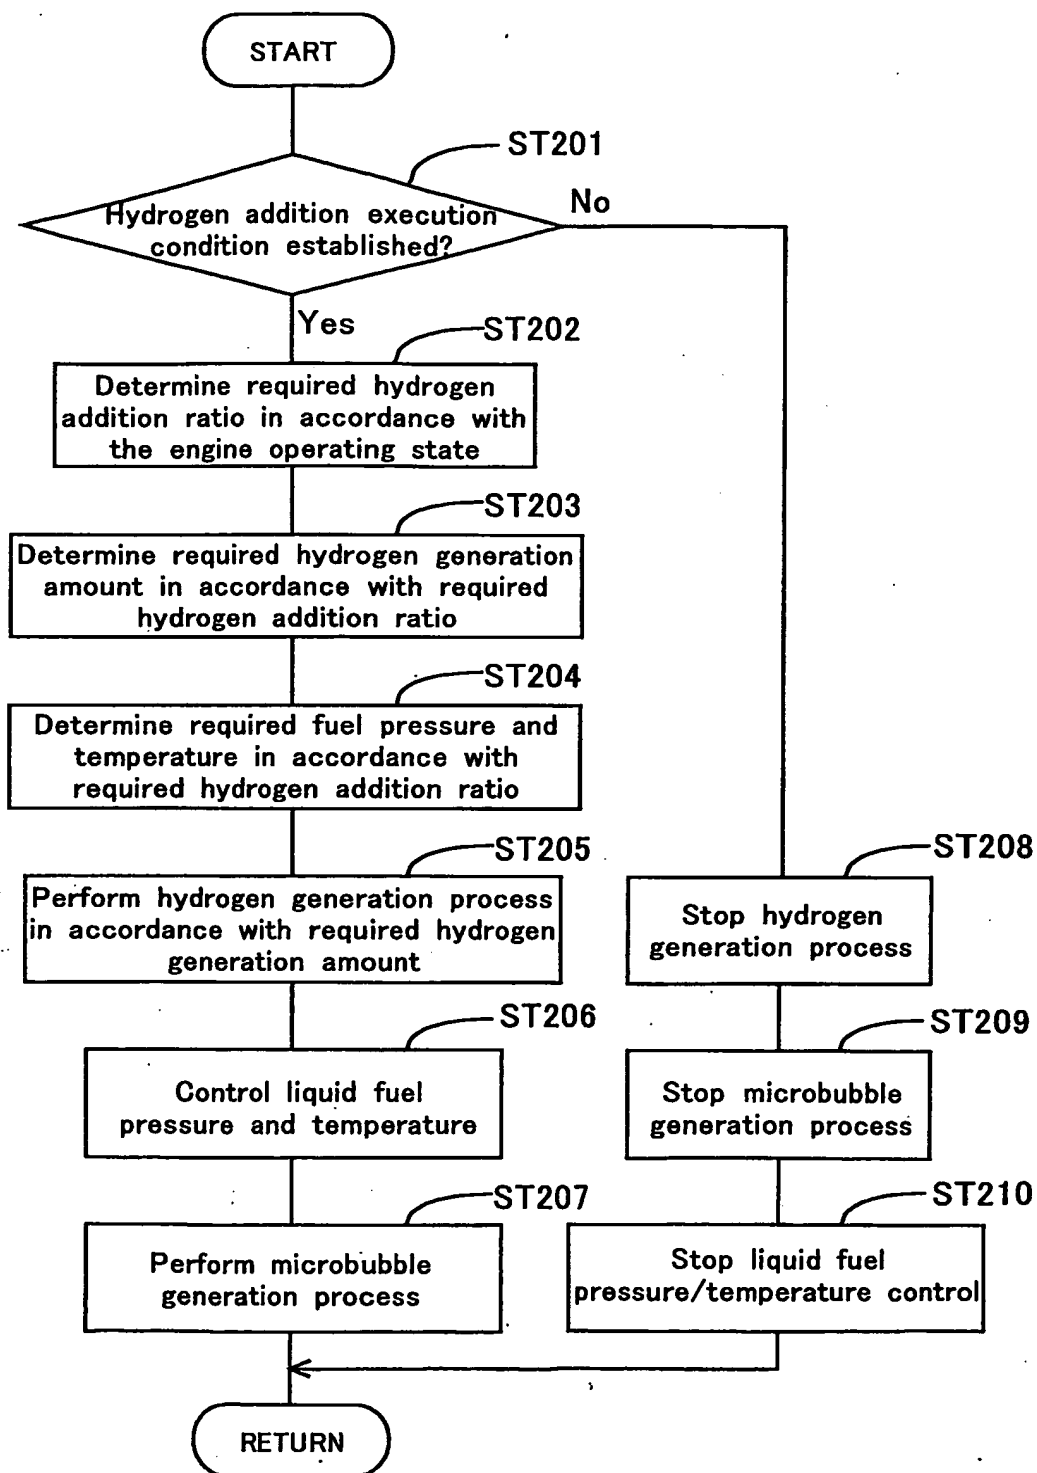 START
ST201
Hydrogen addition execution
condition established?
No
Yes
ST202
Determine required hydrogen
addition ratio in accordance with
the engine operating state
ST203
Determine required hydrogen generation
amount in accordance with required
hydrogen addition ratio
ST204
Determine required fuel pressure and
temperature in accordance with
required hydrogen addition ratio
ST205
Perform hydrogen generation process
in accordance with required hydrogen
generation amount
ST206
Control liquid fuel
pressure and temperature
ST207
Perform microbubble
generation process
ST208
Stop hydrogen
generation process
ST209
Stop microbubble
generation process
ST210
Stop liquid fuel
pressure/temperature control
RETURN